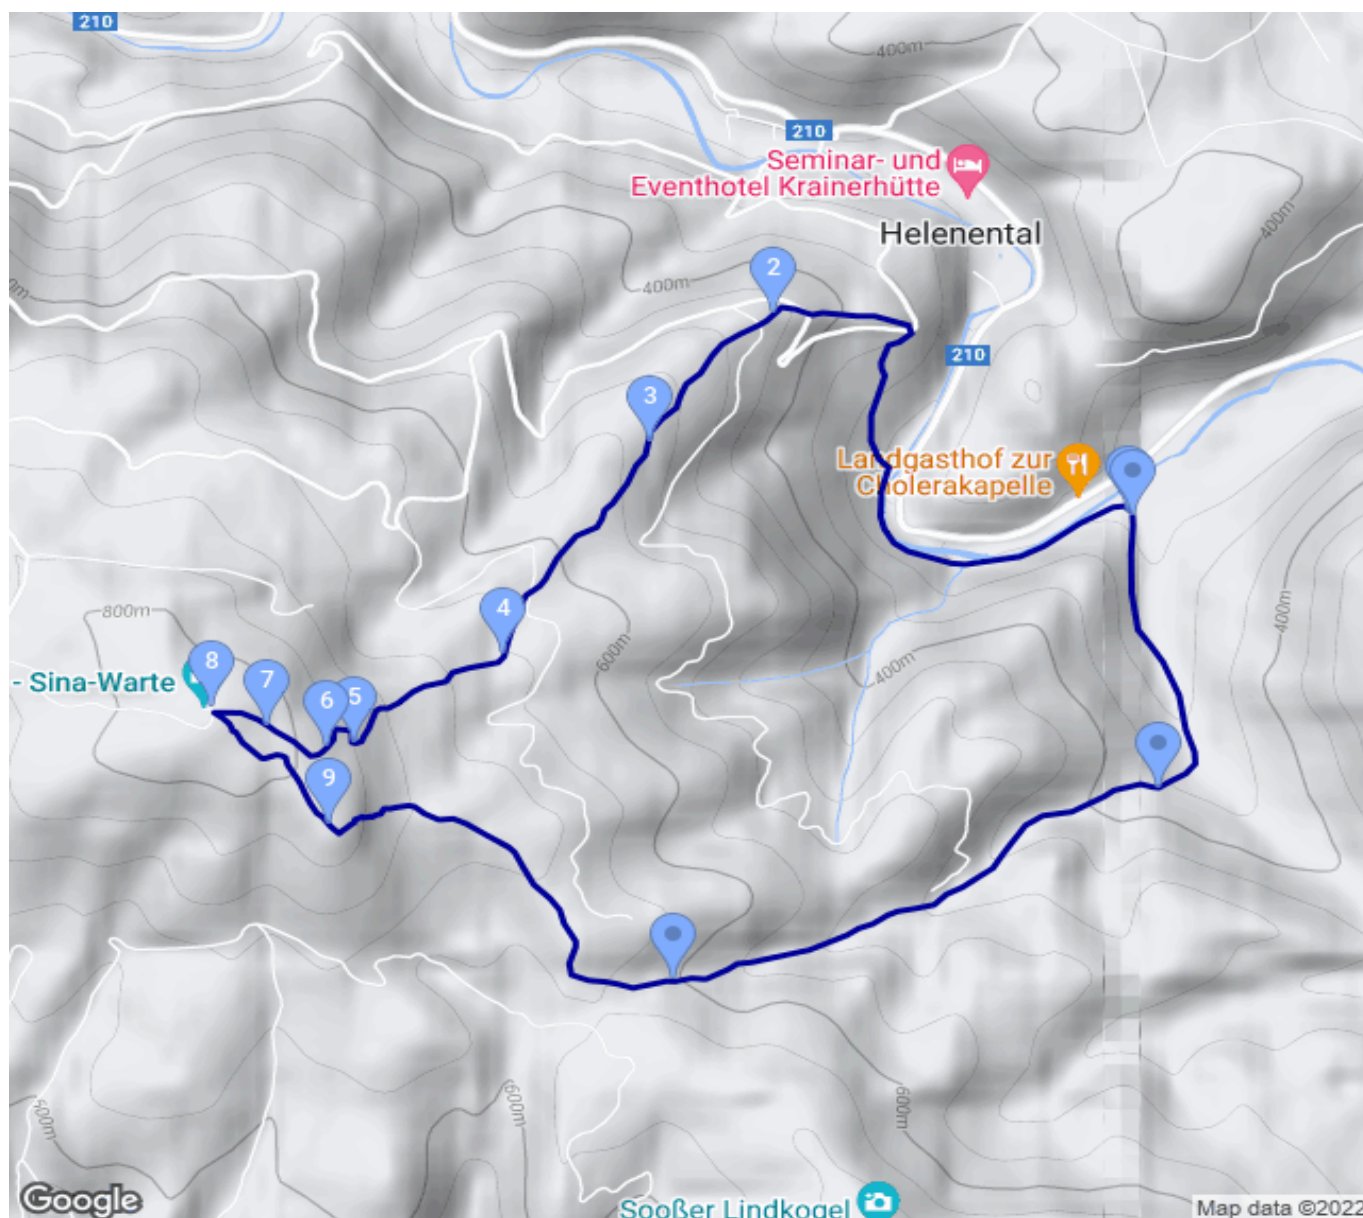 210
400m
210
Seminar- und
Eventhotel Krainerhütte
Helenental
400m
400m
2
210
3
Landgasthof zur
Cholerakapelle
800m
4
600m
400m
400m
8
- Sina-Warte
7
6
5
9
600m
600m
600m
Sooßer Lindkogel
Google
Map data ©2022